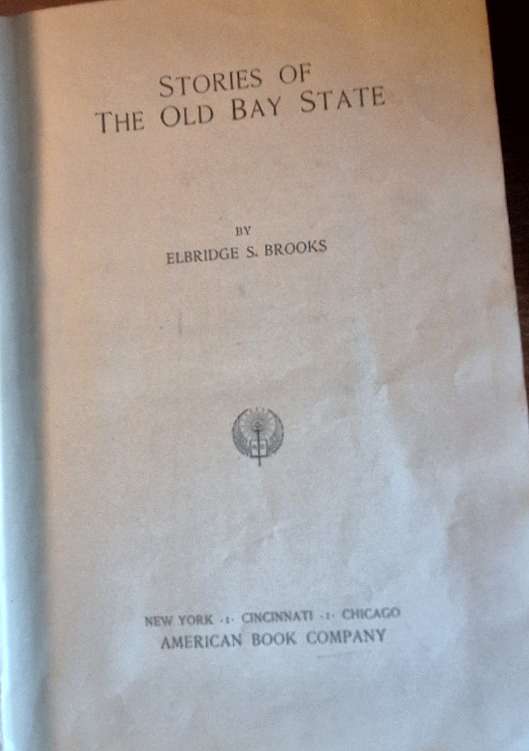 STORIES OF
THE OLD BAY STATE
BY
ELBRIDGE S. BROOKS
NEW YORK ·:· CINCINNATI ·:· CHICAGO
AMERICAN BOOK COMPANY